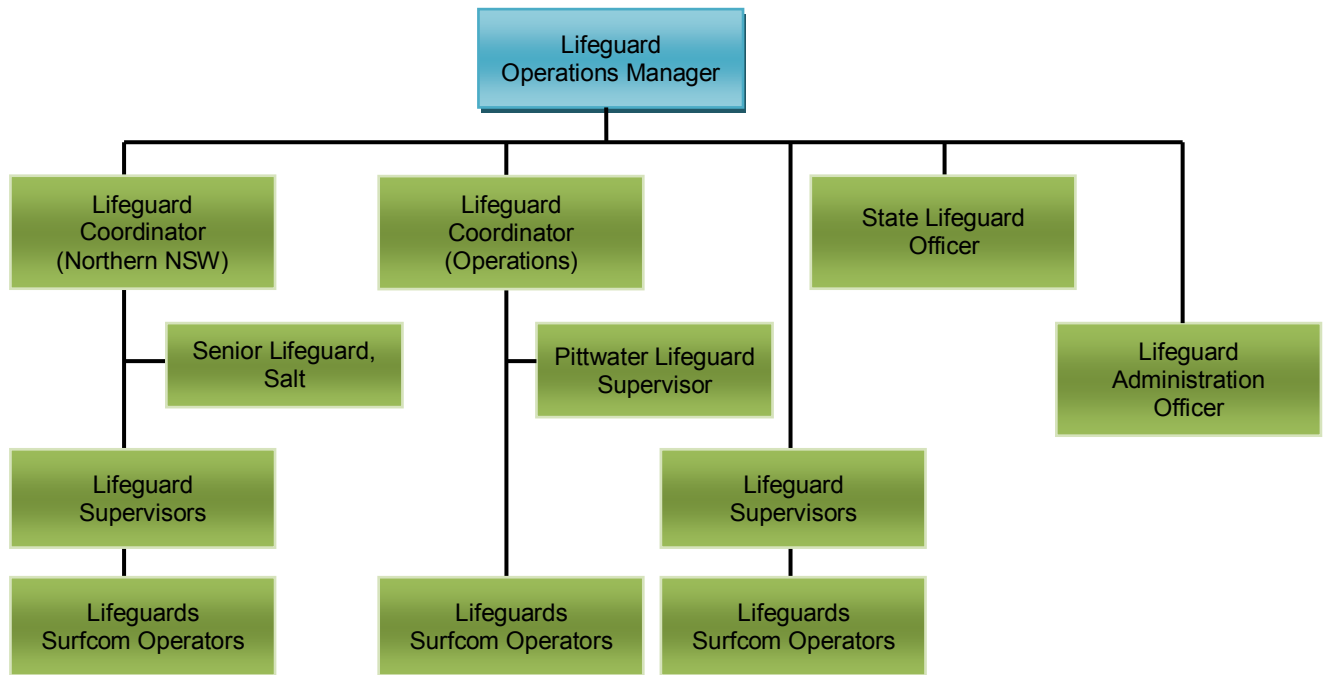 Lifeguard
Operations Manager
Lifeguard
Coordinator
(Northern NSW)
Lifeguard
Coordinator
(Operations)
State Lifeguard
Officer
Senior Lifeguard,
Salt
Pittwater Lifeguard
Supervisor
Lifeguard
Administration
Officer
Lifeguard
Supervisors
Lifeguard
Supervisors
Lifeguards
Surfcom Operators
Lifeguards
Surfcom Operators
Lifeguards
Surfcom Operators